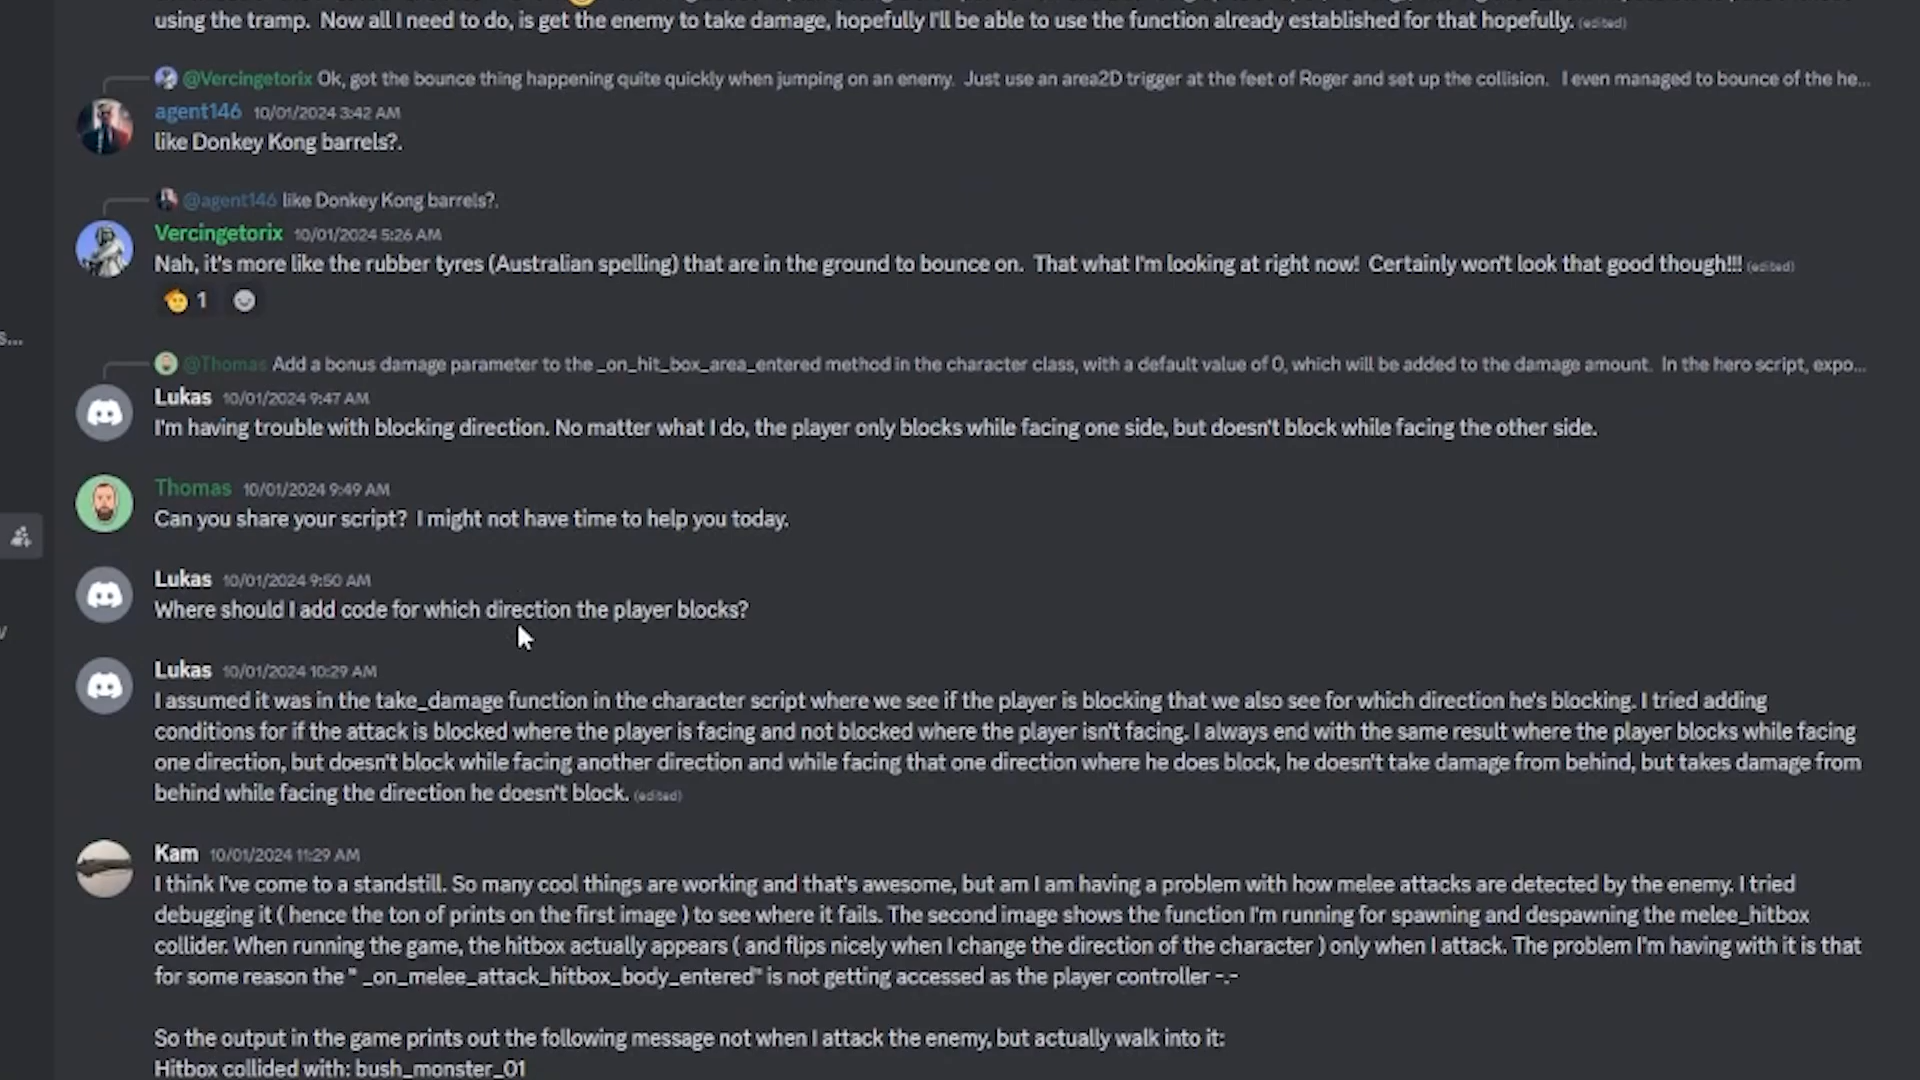 using the tramp.  Now all I need to do, is get the enemy to take damage, hopefully I'll be able to use the function already established for that hopefully. (edited)
@Vercingetorix Ok, got the bounce thing happening quite quickly when jumping on an enemy.  Just use an area2D trigger at the feet of Roger and set up the collision.   I even managed to bounce of the he...
agent146 10/01/2024 3:42 AM
like Donkey Kong barrels?.
@agent146 like Donkey Kong barrels?.
Vercingetorix 10/01/2024 5:26 AM
Nah, it's more like the rubber tyres (Australian spelling) that are in the ground to bounce on.  That what I'm looking at right now!  Certainly won't look that good though!!! (edited)
1
s...
@Thomas Add a bonus damage parameter to the _on_hit_box_area_entered method in the character class, with a default value of 0, which will be added to the damage amount.  In the hero script, expo...
Lukas 10/01/2024 9:47 AM
I'm having trouble with blocking direction. No matter what I do, the player only blocks while facing one side, but doesn't block while facing the other side.
Thomas 10/01/2024 9:49 AM
Can you share your script?  I might not have time to help you today.
Lukas 10/01/2024 9:50 AM
Where should I add code for which direction the player blocks?
Lukas 10/01/2024 10:29 AM
I assumed it was in the take_damage function in the character script where we see if the player is blocking that we also see for which direction he's blocking. I tried adding
conditions for if the attack is blocked where the player is facing and not blocked where the player isn't facing. I always end with the same result where the player blocks while facing
one direction, but doesn't block while facing another direction and while facing that one direction where he does block, he doesn't take damage from behind, but takes damage from
behind while facing the direction he doesn't block. (edited)
Kam 10/01/2024 11:29 AM
I think I've come to a standstill. So many cool things are working and that's awesome, but am I am having a problem with how melee attacks are detected by the enemy. I tried
debugging it ( hence the ton of prints on the first image ) to see where it fails. The second image shows the function I'm running for spawning and despawning the melee_hitbox
collider. When running the game, the hitbox actually appears ( and flips nicely when I change the direction of the character ) only when I attack. The problem I'm having with it is that
for some reason the " _on_melee_attack_hitbox_body_entered" is not getting accessed as the player controller -.-
So the output in the game prints out the following message not when I attack the enemy, but actually walk into it:
Hitbox collided with: bush_monster_01